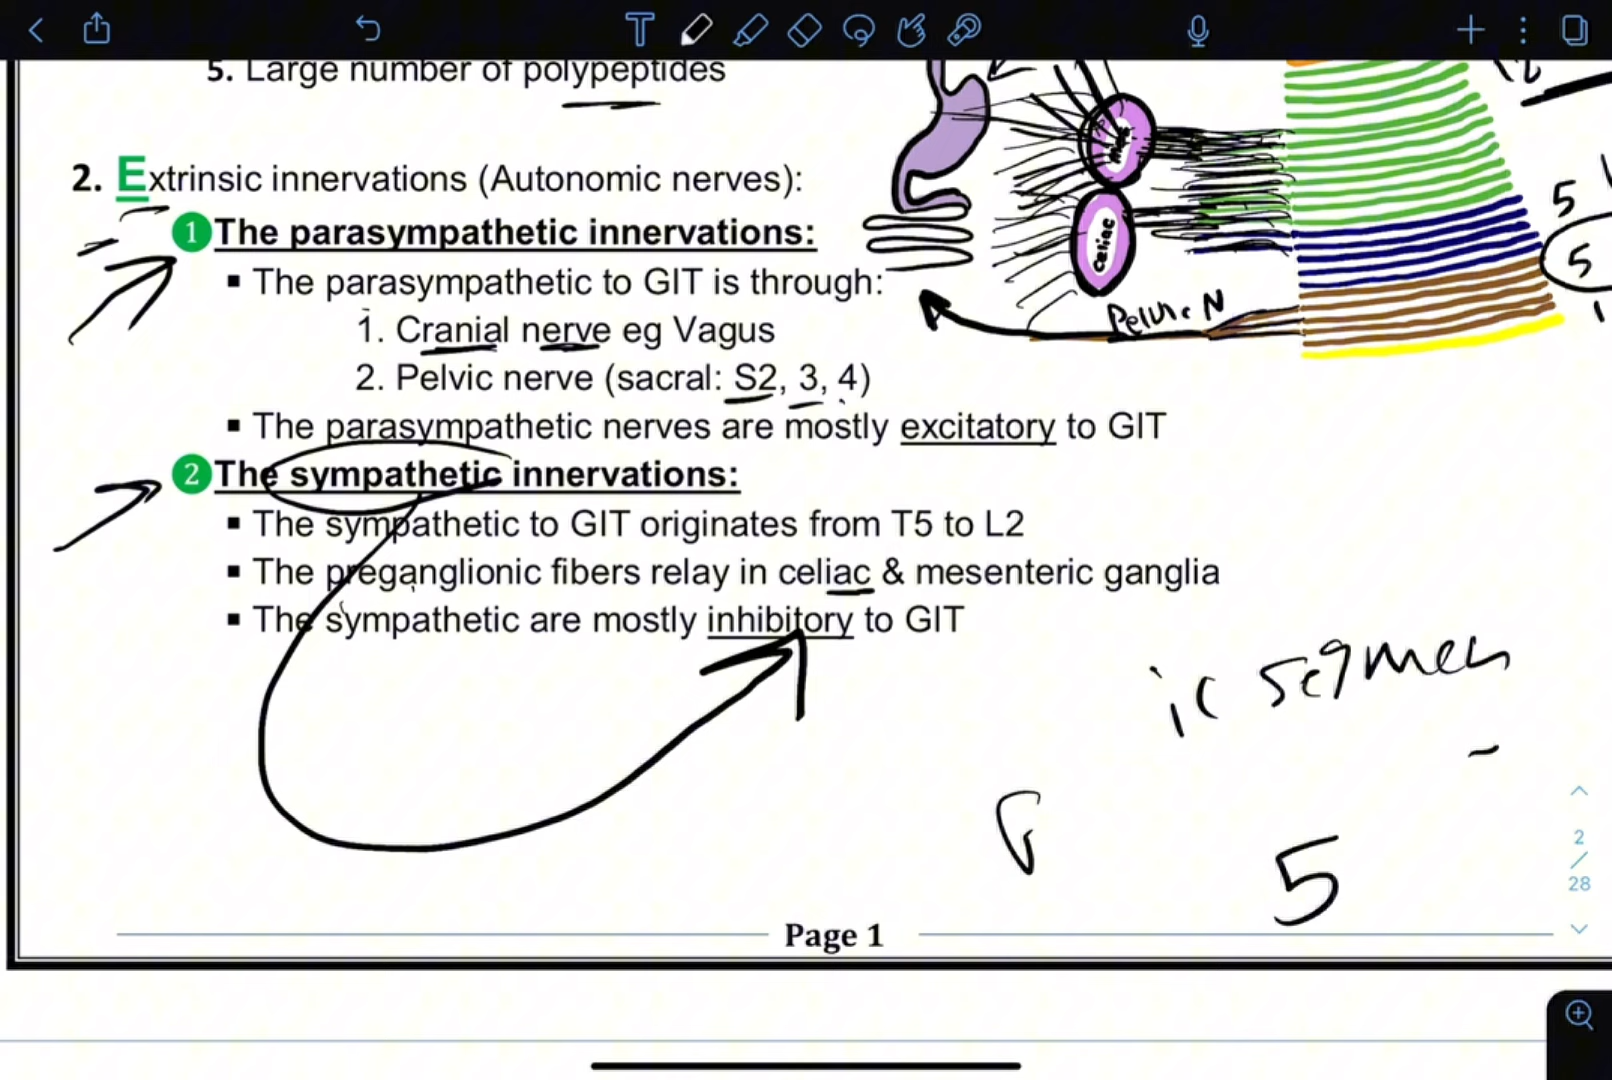 5. Large number of polypeptides
2. Extrinsic innervations (Autonomic nerves):
1 The parasympathetic innervations:
▪ The parasympathetic to GIT is through:
1. Cranial nerve eg Vagus
2. Pelvic nerve (sacral: S2, 3, 4)
▪ The parasympathetic nerves are mostly excitatory to GIT
2 The sympathetic innervations:
▪ The sympathetic to GIT originates from T5 to L2
▪ The preganglionic fibers relay in celiac & mesenteric ganglia
▪ The sympathetic are mostly inhibitory to GIT
Celiac
Pelvic N
5
5
5
Page 1
2
/
28